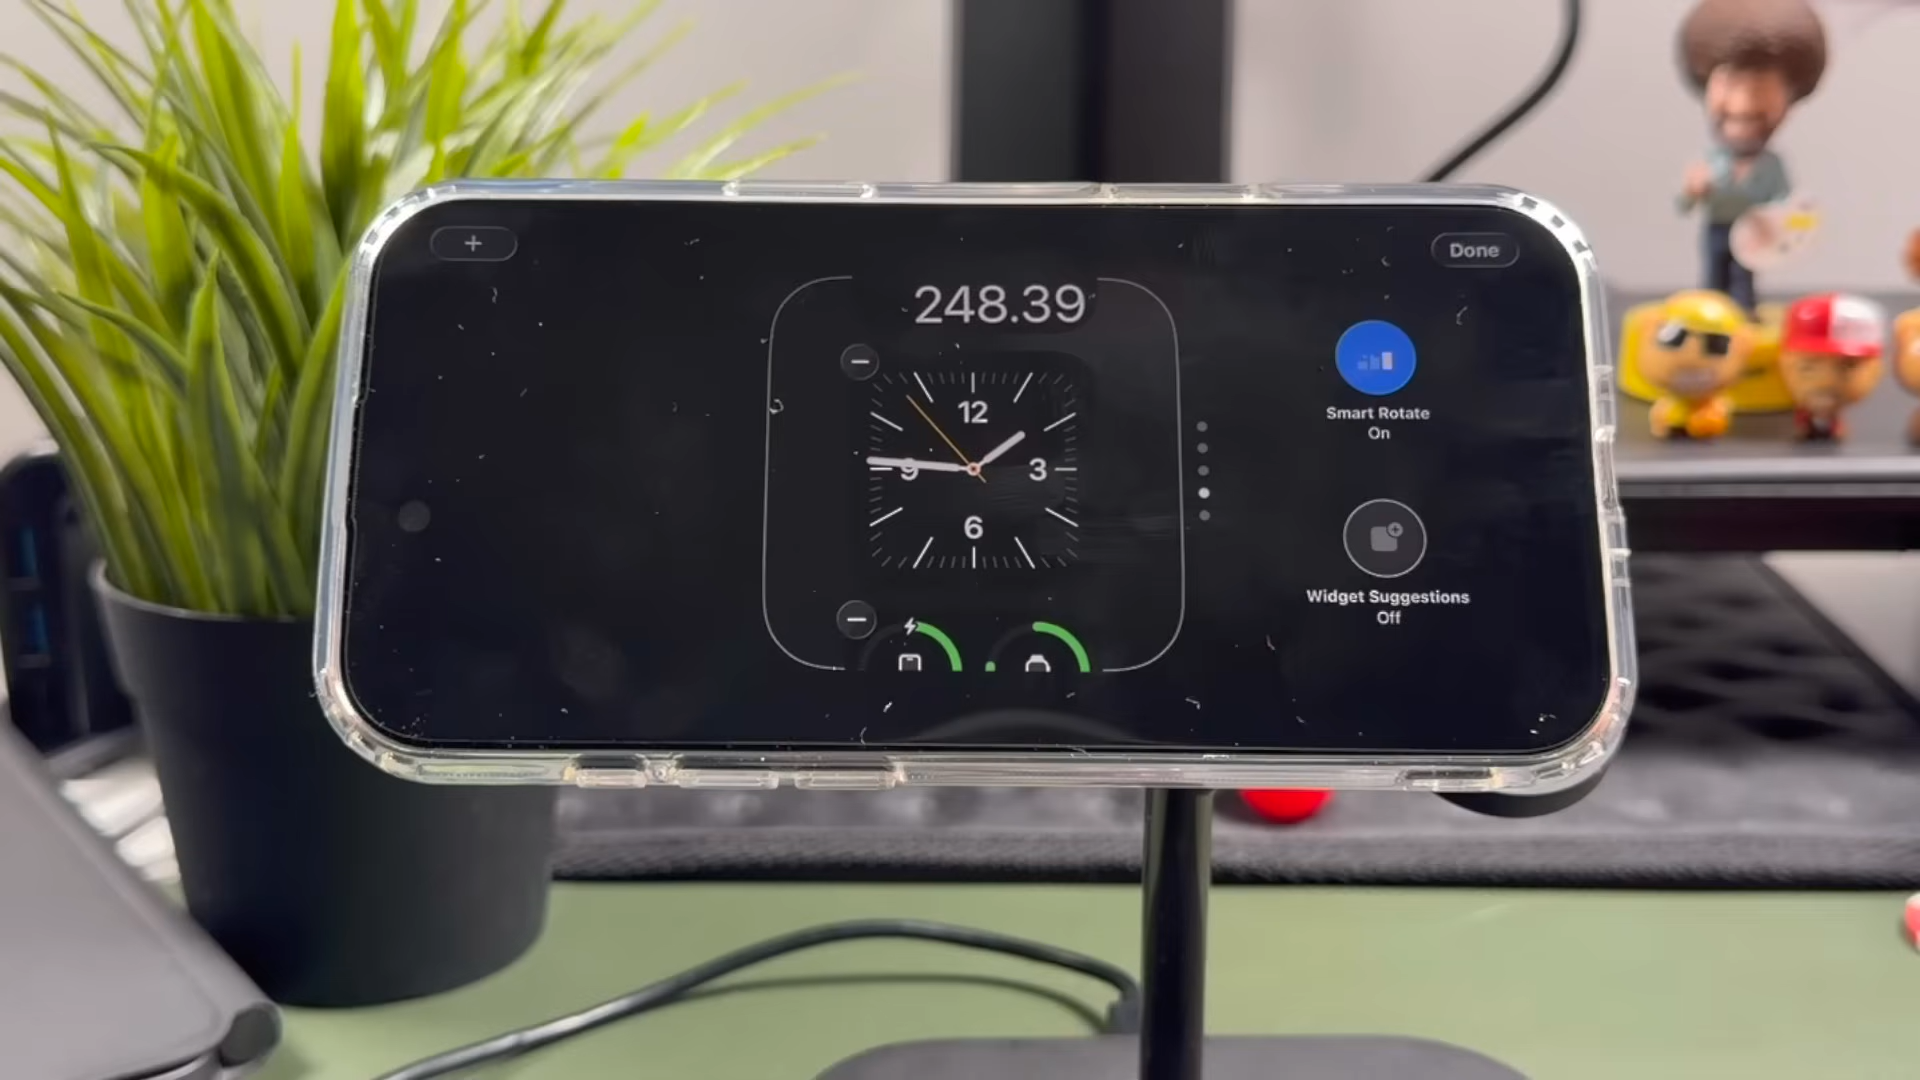 +
Done
248.39
12
9
3
6
Smart Rotate
On
Widget Suggestions
Off